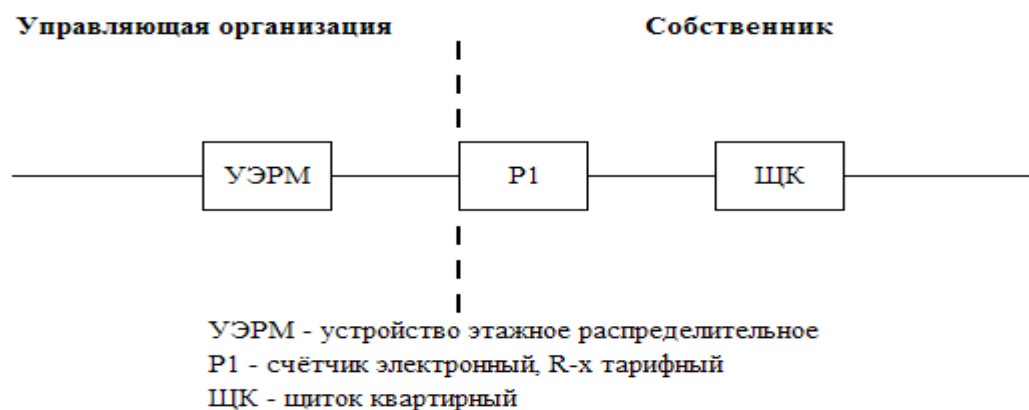 Управляющая организация Собственник
УЭРМ Р1 ЩК
УЭРМ - устройство этажное распределительное
Р1 - счётчик электронный, R-х тарифный
ЩК - щиток квартирный